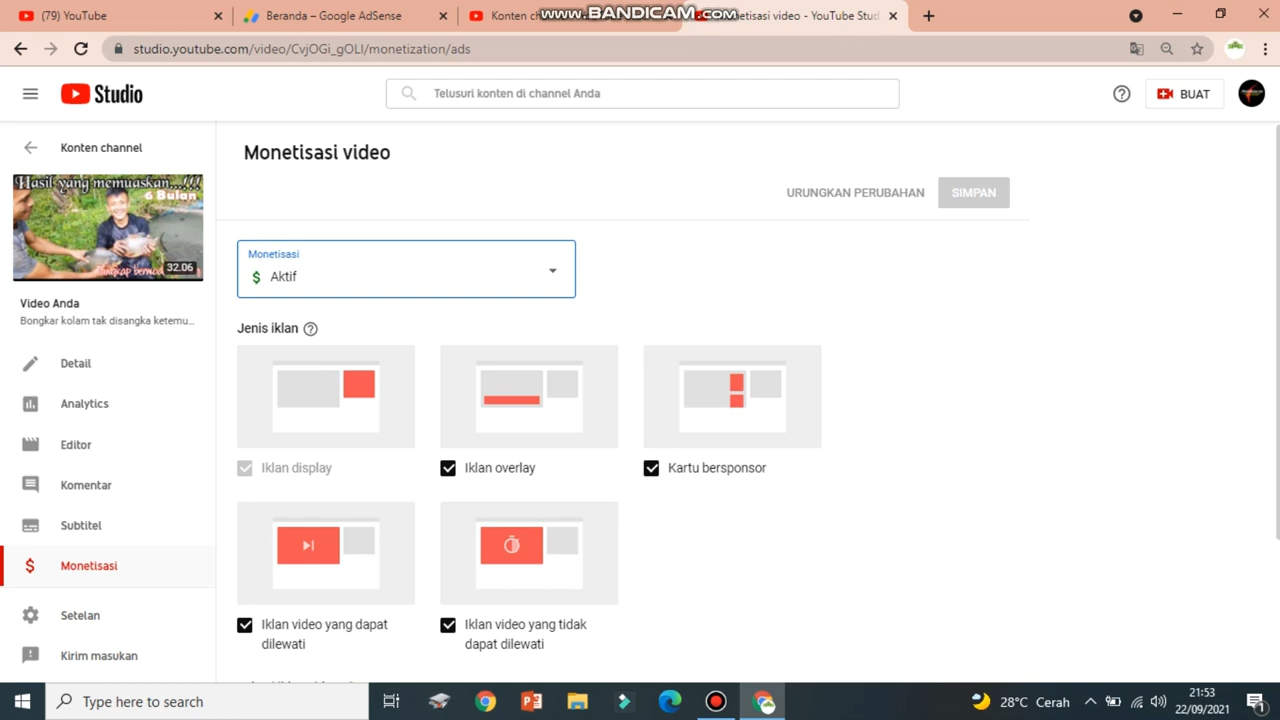 (79) YouTube
Beranda – Google AdSense
Konten ch
www.BANDICAM.com
etisasi video - YouTube Stud
studio.youtube.com/video/CvjOGi_gOLI/monetization/ads
Studio
Telusuri konten di channel Anda
BUAT
Konten channel
Monetisasi video
Hasil yang memuaskan...!!!
6 Bulan
32.06
URUNGKAN PERUBAHAN
SIMPAN
Monetisasi
$ Aktif
Video Anda
Bongkar kolam tak disangka ketemu...
Jenis iklan
Detail
Analytics
Editor
Komentar
Subtitel
Monetisasi
Setelan
Kirim masukan
Iklan display
Iklan overlay
Kartu bersponsor
Iklan video yang dapat
dilewati
Iklan video yang tidak
dapat dilewati
Type here to search
28°C Cerah
21:53
22/09/2021
1